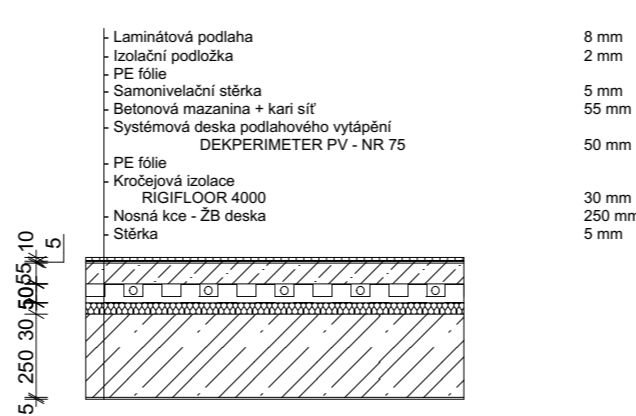 Laminátová podlaha 8 mm
Izolační podložka 2 mm
PE fólie
Samonivelační stěrka 5 mm
Betonová mazanina + kari síť 55 mm
Systémová deska podlahového vytápění
DEKPERIMETER PV - NR 75 50 mm
PE fólie
Kročejová izolace
RIGIFLOOR 4000 30 mm
Nosná kce - ŽB deska 250 mm
Stěrka 5 mm
10
5
55
50
30
250
5